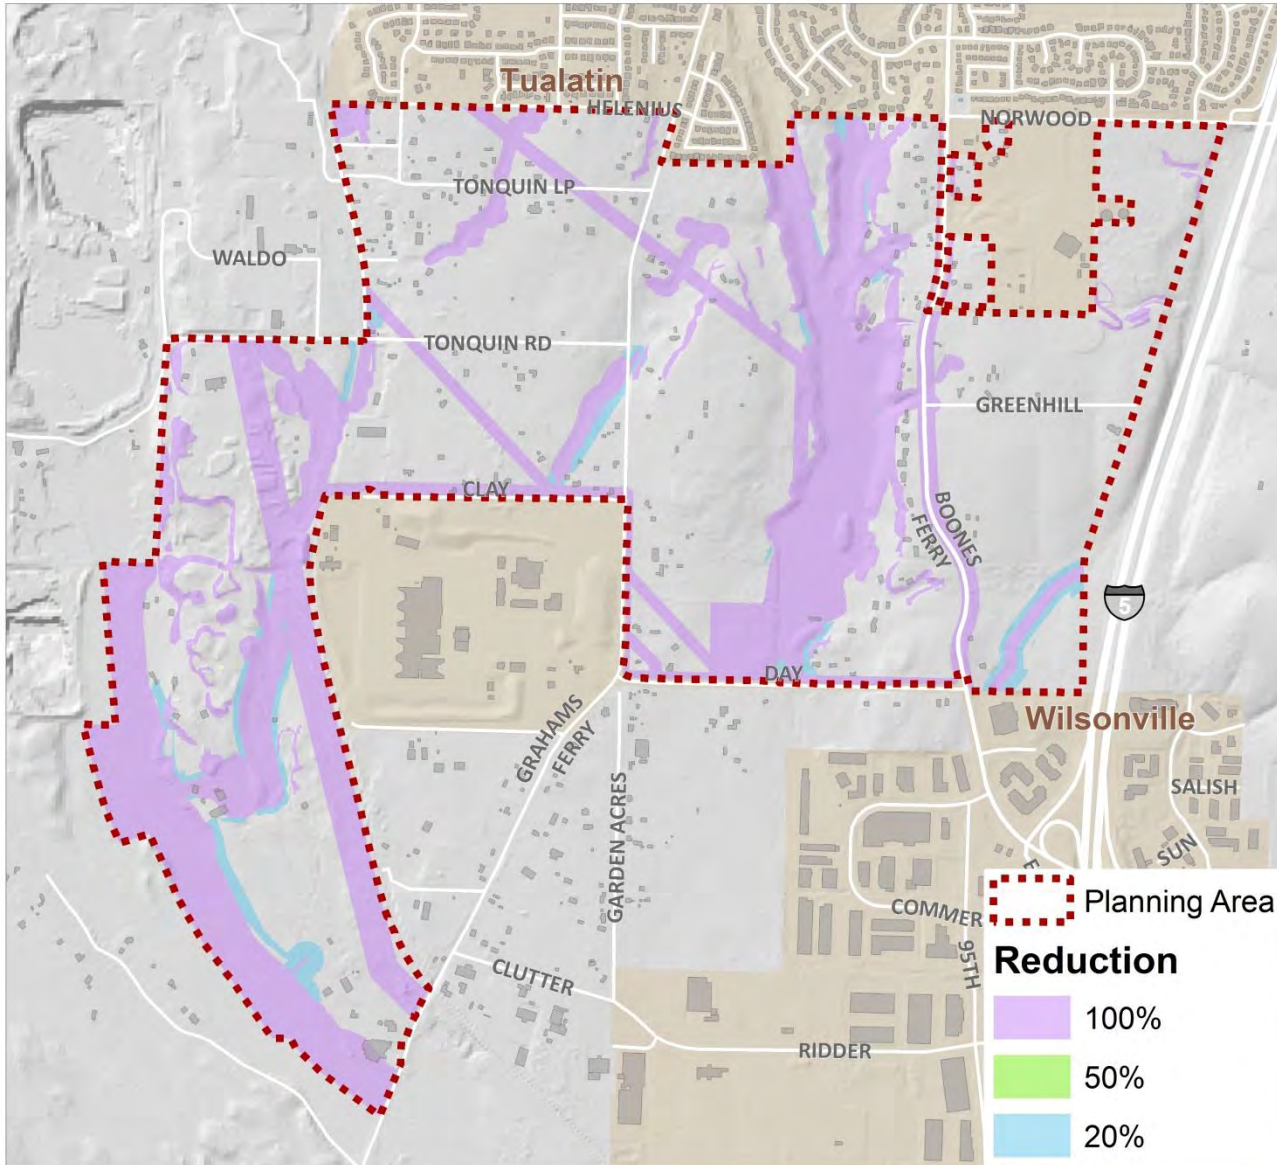 Tualatin
HELENIUS
NORWOOD
TONQUIN LP
WALDO
TONQUIN RD
GREENHILL
CLAY
BOONES
FERRY
5
DAY
Wilsonville
GRAHAMS
FERRY
GARDEN ACRES
SALISH
SUN
E
COMMER
95TH
CLUTTER
RIDDER
Planning Area
Reduction
100%
50%
20%